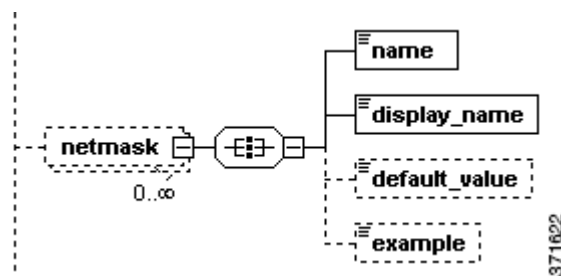 name
display_name
netmask
0..∞
default_value
example
371622